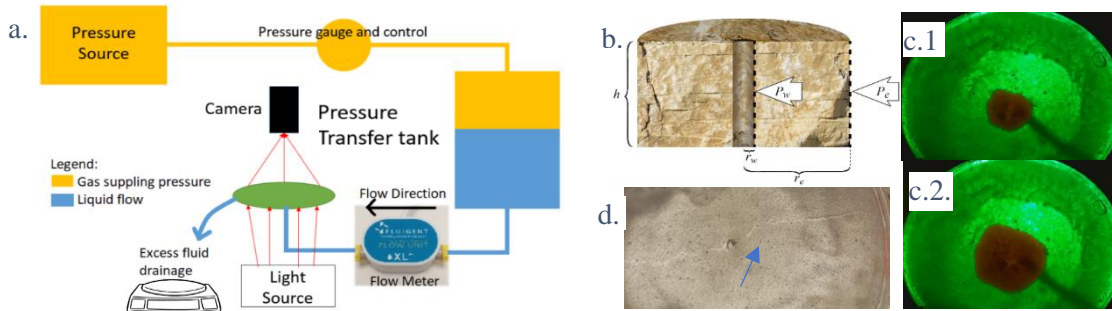 a.
Pressure
Source
Pressure gauge and control
Camera
Pressure
Transfer tank
Legend:
Gas suppling pressure
Liquid flow
Flow Direction
FLUIGENT
FLOW UNIT
XL
Excess fluid
drainage
Light
Source
Flow Meter
b.
h
P_w
P_e
r_w
r_e
c.1
c.2.
d.